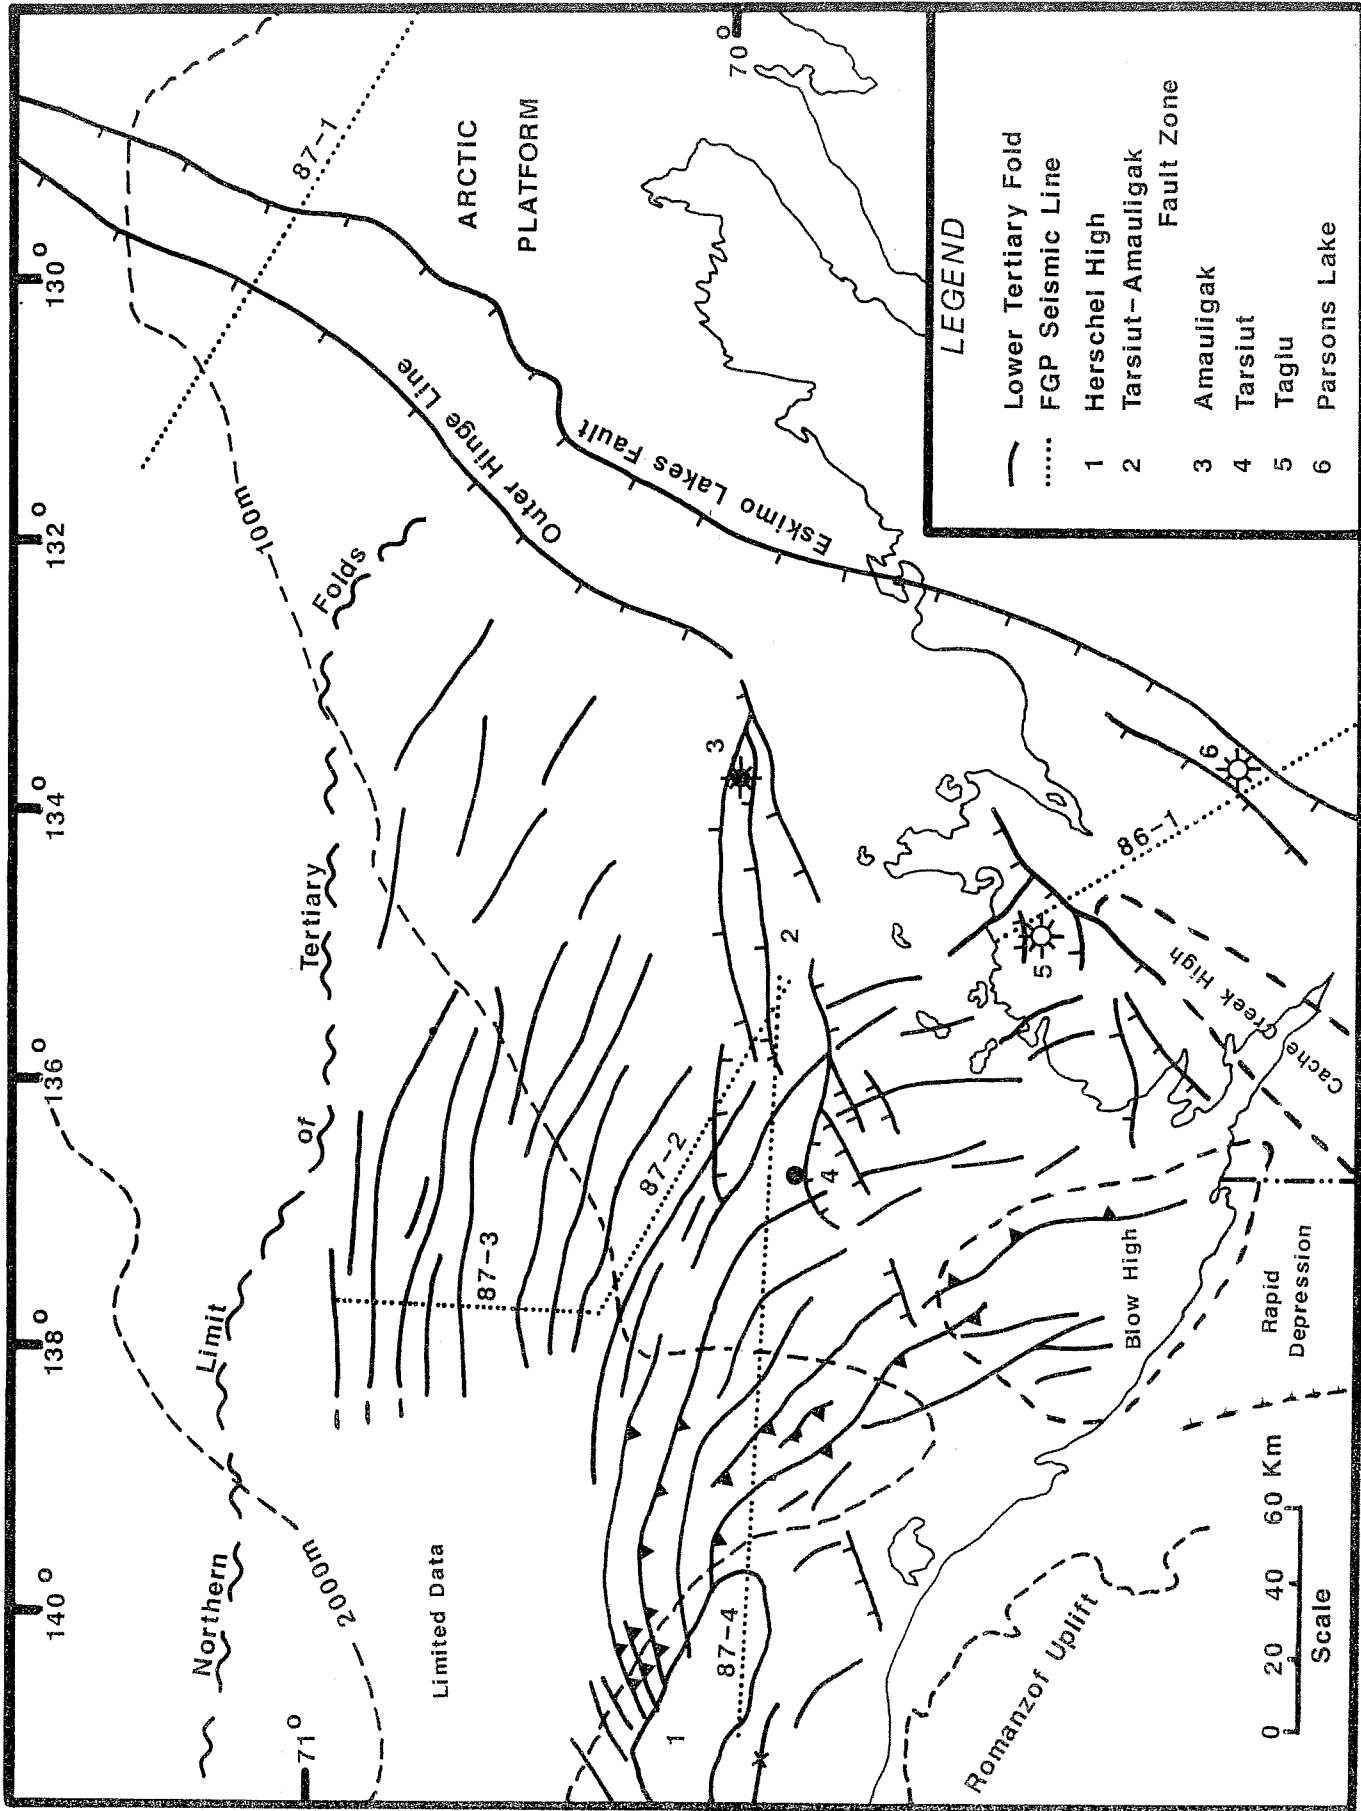 140°
138°
136°
134°
132°
130°
71°
70°
Northern
Limit
of
Tertiary
Folds
2000m
100m
Limited Data
87-1
87-3
87-2
87-4
86-1
Outer Hinge Line
Eskimo Lakes Fault
ARCTIC
PLATFORM
1
2
3
4
5
6
Blow High
Cache Creek High
Rapid
Depression
Romanzof Uplift
0 20 40 60 Km
Scale
LEGEND
Lower Tertiary Fold
FGP Seismic Line
1 Herschel High
2 Tarsiut-Amauligak
Fault Zone
3 Amauligak
4 Tarsiut
5 Taglu
6 Parsons Lake